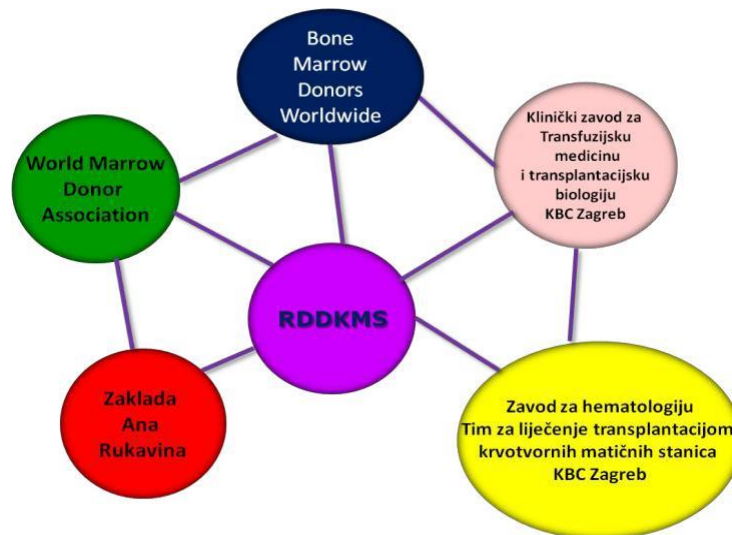 Bone
Marrow
Donors
Worldwide
World Marrow
Donor
Association
Klinički zavod za
Transfuzijsku
medicinu
i transplantacijsku
biologiju
KBC Zagreb
RDDKMS
Zaklada
Ana
Rukavina
Zavod za hematologiju
Tim za liječenje transplantacijom
krvotvornih matičnih stanica
KBC Zagreb